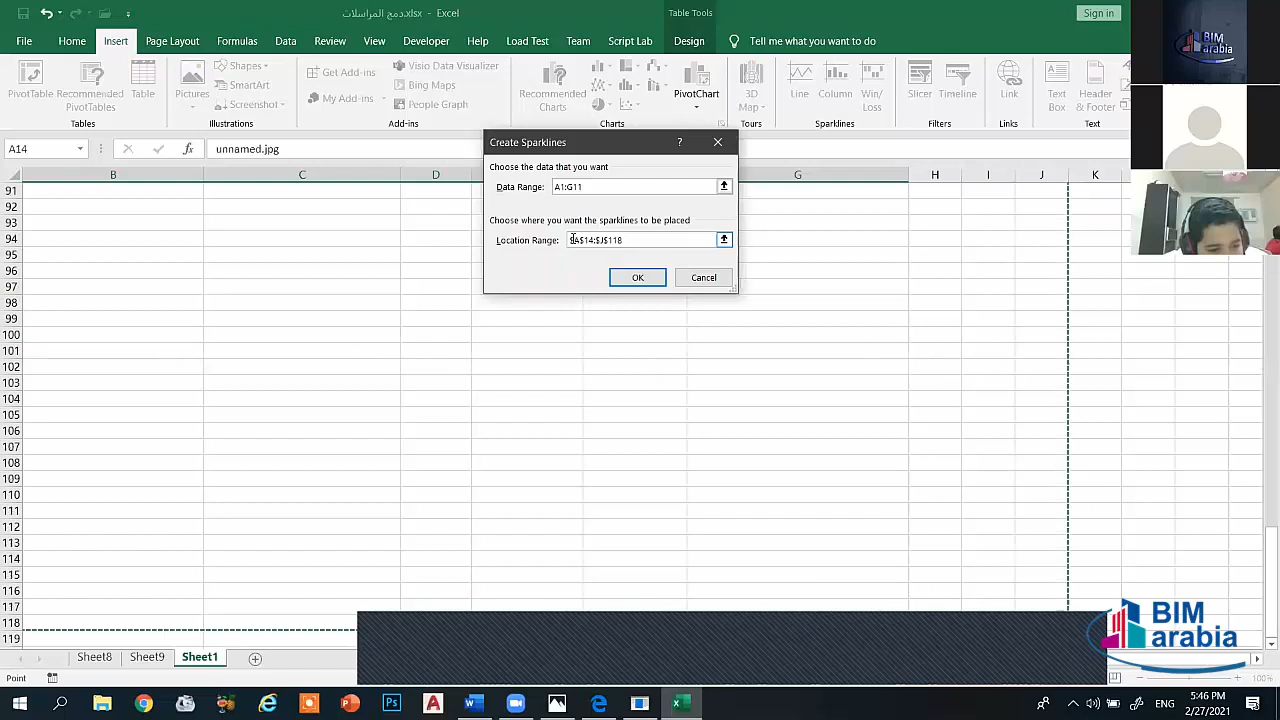 دمج المراسلات.xlsx - Excel
Table Tools
Sign in
File Home Insert Page Layout Formulas Data Review View Developer Help Load Test Team Script Lab Design Tell me what you want to do
PivotTable
Recommended
PivotTables
Table
Tables
Pictures
Shapes
SmartArt
Screenshot
Illustrations
Get Add-ins
My Add-ins
Visio Data Visualizer
Bing Maps
People Graph
Add-ins
Recommended
Charts
PivotChart
Charts
3D
Map
Tours
Line
Column
Win/
Loss
Sparklines
Slicer
Timeline
Filters
Link
Links
Text
Box
Header
& Footer
Text
BIM
arabia
A14
fx
unnamed.jpg
B C D G H I J K
91
92
93
94
95
96
97
98
99
100
101
102
103
104
105
106
107
108
109
110
111
112
113
114
115
116
117
118
119
Create Sparklines
?
Choose the data that you want
Data Range: A1:G11
Choose where you want the sparklines to be placed
Location Range: $A$14:$J$118
OK Cancel
Sheet8 Sheet9 Sheet1
Point
100%
BIM
arabia
ENG
5:46 PM
2/27/2021